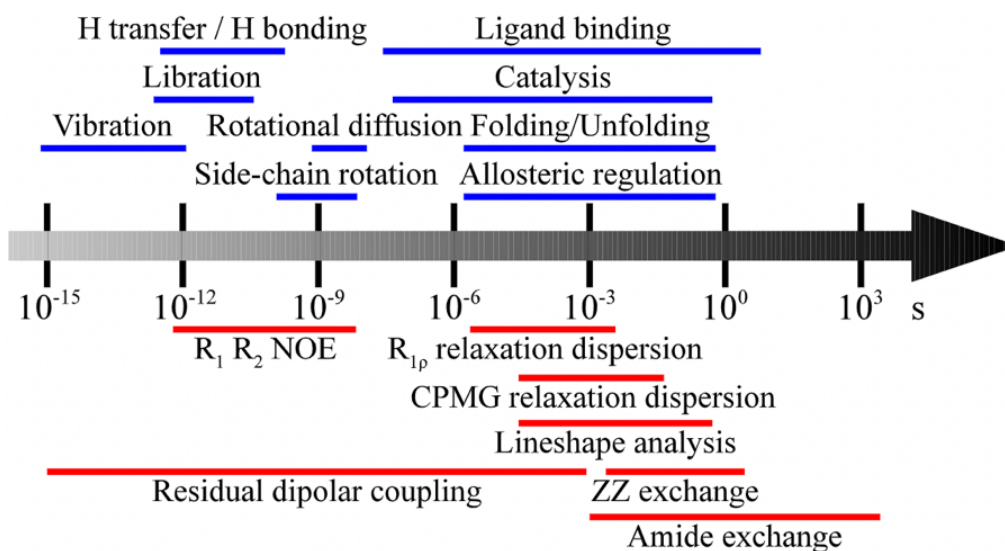 H transfer / H bonding
Ligand binding
Libration
Catalysis
Vibration
Rotational diffusion
Folding/Unfolding
Side-chain rotation
Allosteric regulation
10⁻¹⁵ 10⁻¹² 10⁻⁹ 10⁻⁶ 10⁻³ 10⁰ 10³ s
R₁ R₂ NOE
R₁ᵨ relaxation dispersion
CPMG relaxation dispersion
Lineshape analysis
Residual dipolar coupling
ZZ exchange
Amide exchange